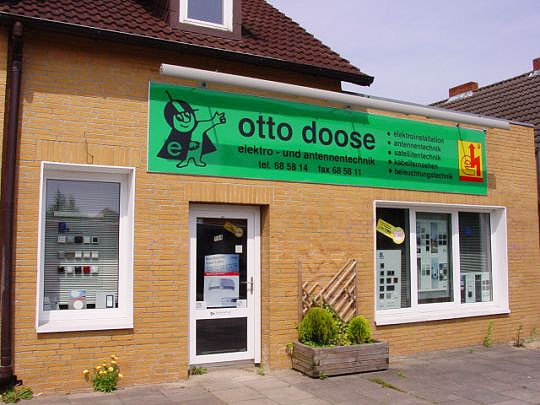 otto doose
elektro - und antennentechnik
tel. 68 58 14 fax 68 58 11
• elektroinstallation
• antennentechnik
• satellitentechnik
• kabelfernsehen
• beleuchtungstechnik
e